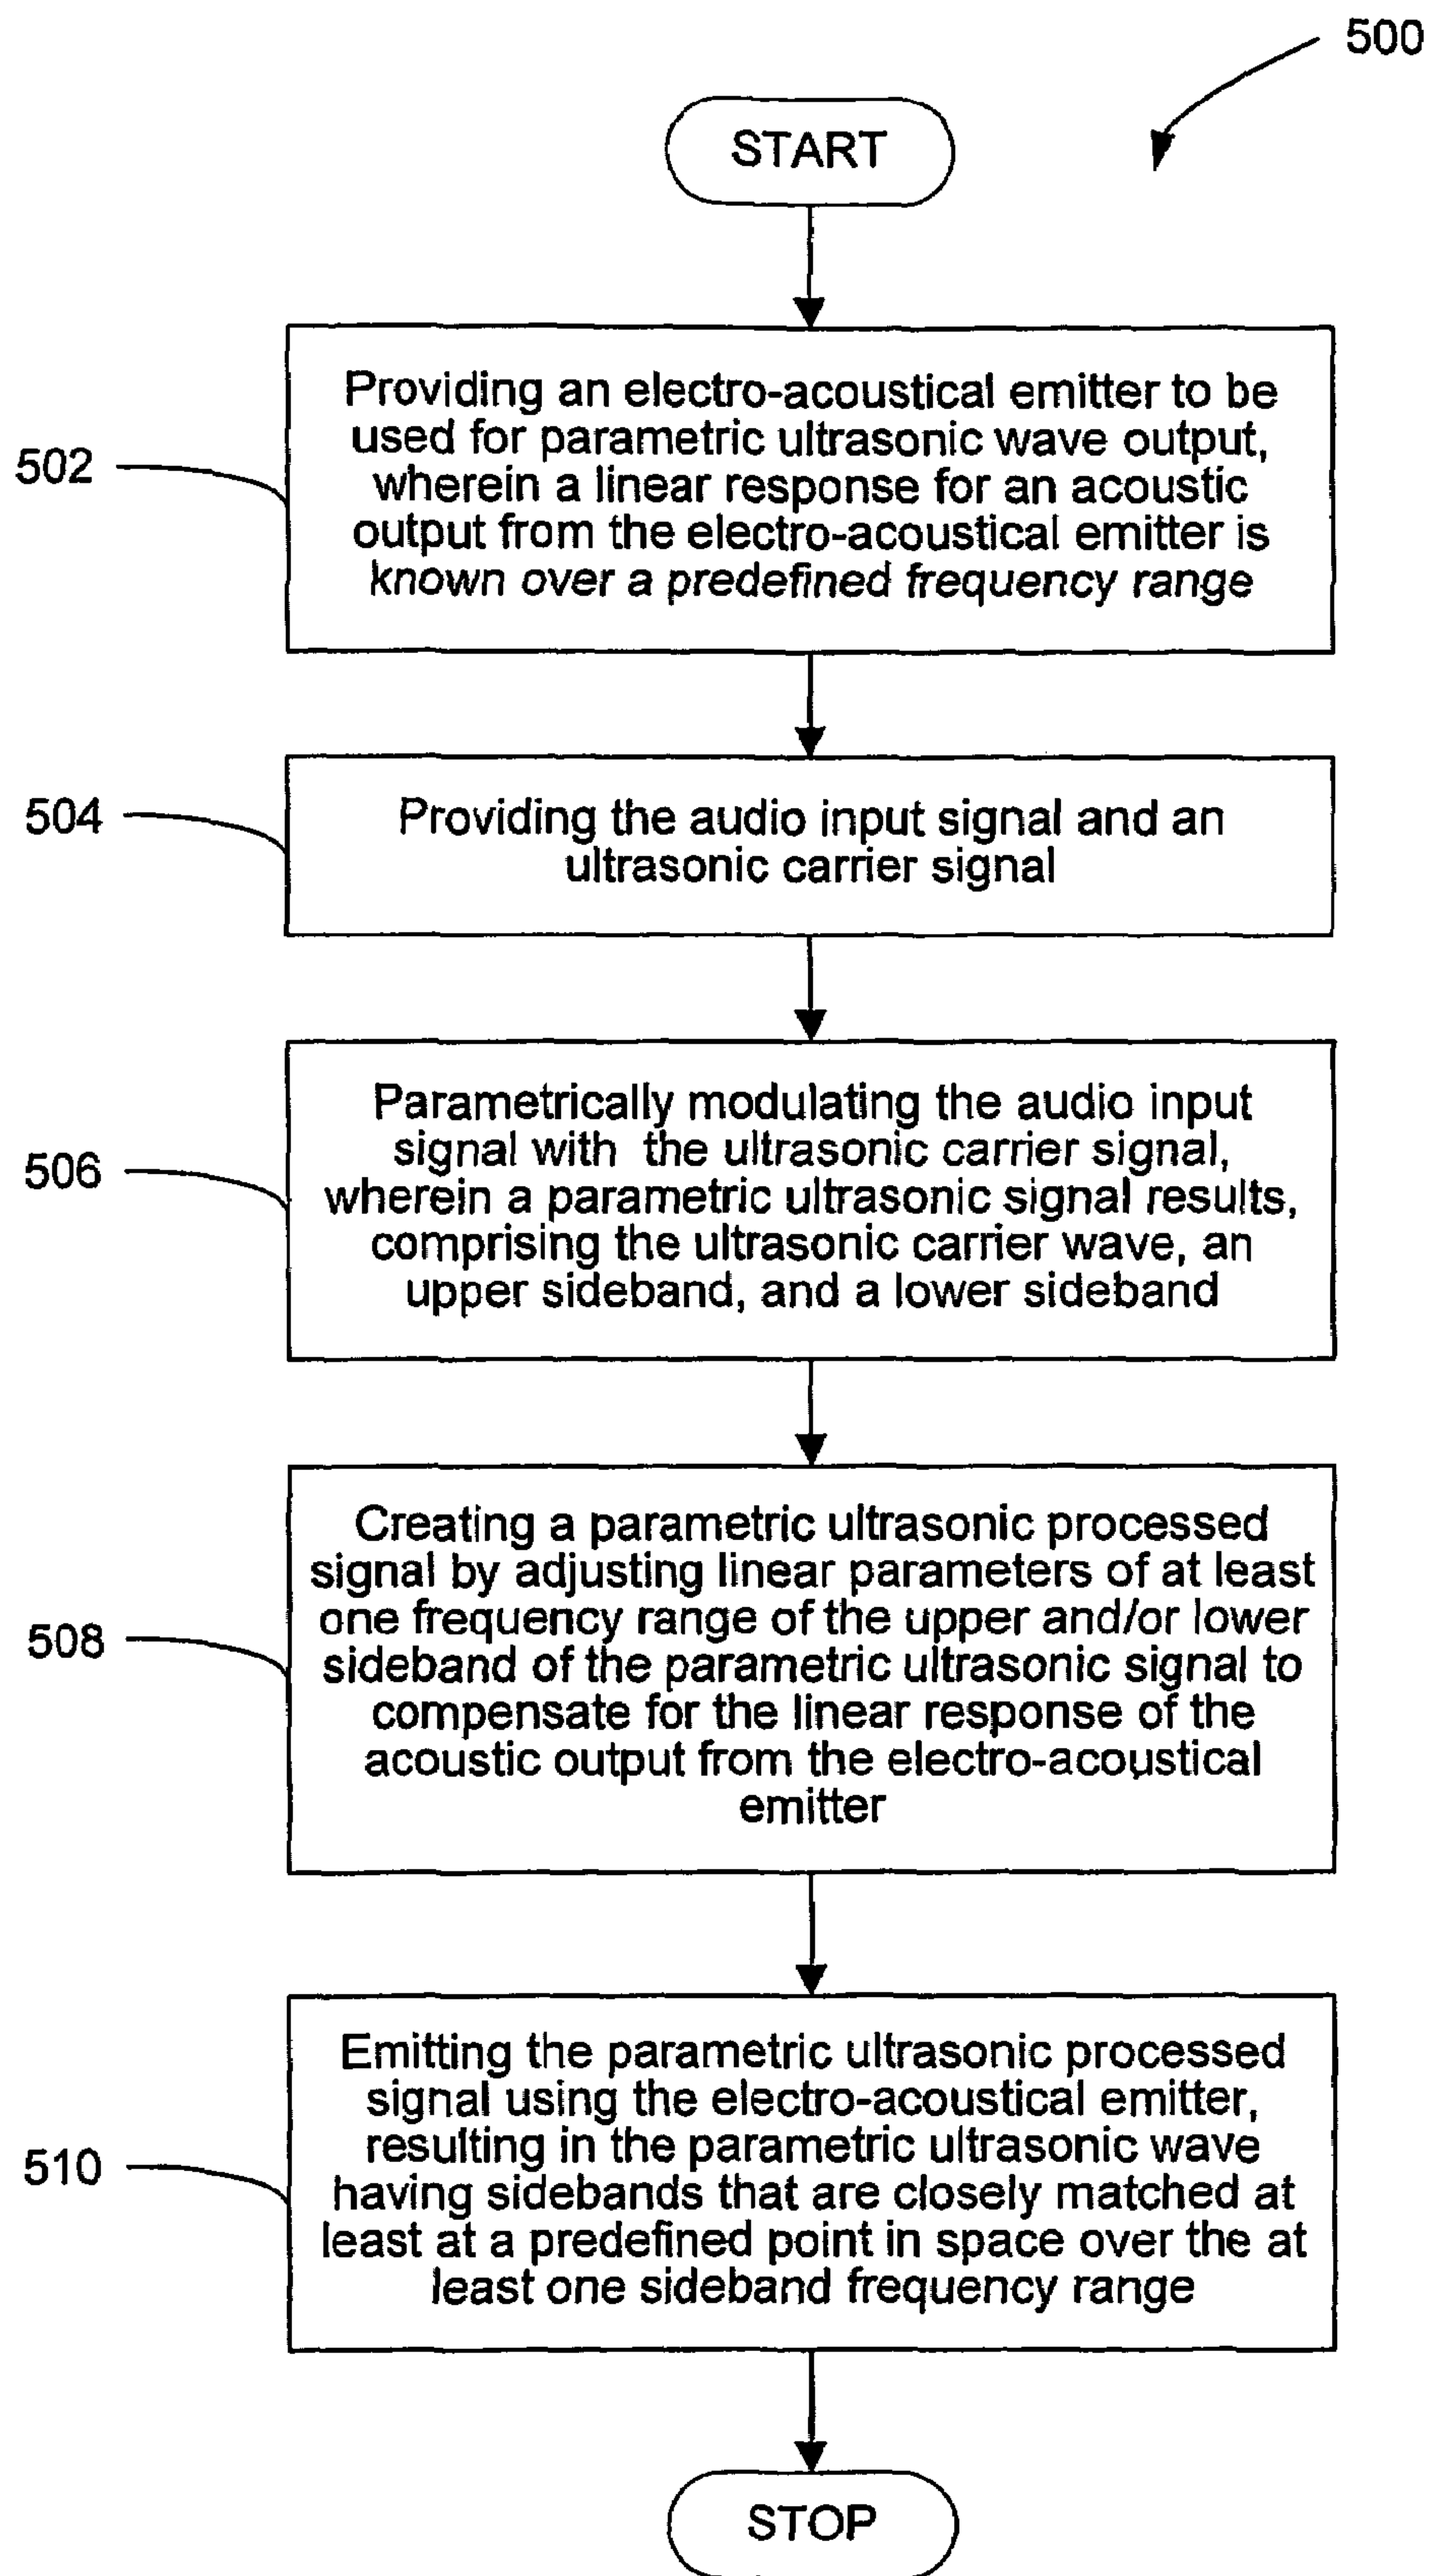 500
START
502
Providing an electro-acoustical emitter to be
used for parametric ultrasonic wave output,
wherein a linear response for an acoustic
output from the electro-acoustical emitter is
known over a predefined frequency range
504
Providing the audio input signal and an
ultrasonic carrier signal
506
Parametrically modulating the audio input
signal with the ultrasonic carrier signal,
wherein a parametric ultrasonic signal results,
comprising the ultrasonic carrier wave, an
upper sideband, and a lower sideband
508
Creating a parametric ultrasonic processed
signal by adjusting linear parameters of at least
one frequency range of the upper and/or lower
sideband of the parametric ultrasonic signal to
compensate for the linear response of the
acoustic output from the electro-acoustical
emitter
510
Emitting the parametric ultrasonic processed
signal using the electro-acoustical emitter,
resulting in the parametric ultrasonic wave
having sidebands that are closely matched at
least at a predefined point in space over the at
least one sideband frequency range
STOP